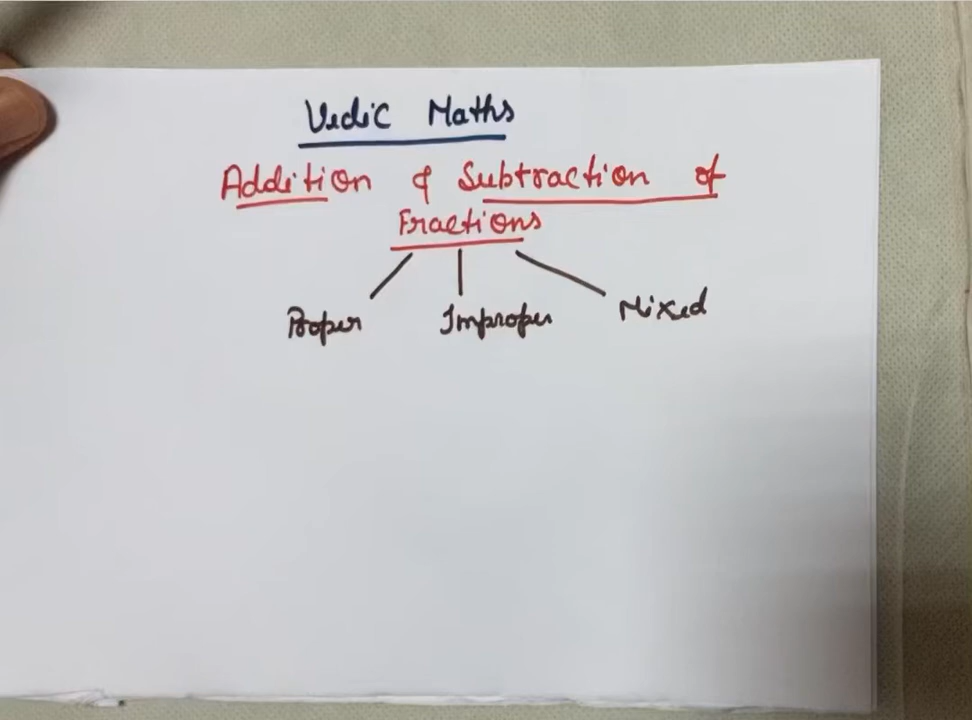 Vedic Maths
Addition & Subtraction of
Fractions
Proper Improper Mixed